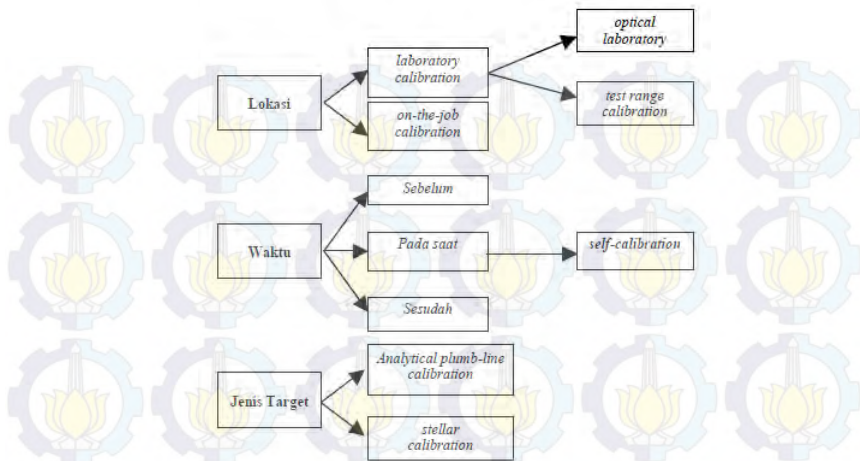 optical
laboratory
laboratory
calibration
Lokasi
test range
calibration
on-the-job
calibration
Sebelum
Waktu
Pada saat
self-calibration
Sesudah
Analytical plumb-line
calibration
Jenis Target
stellar
calibration